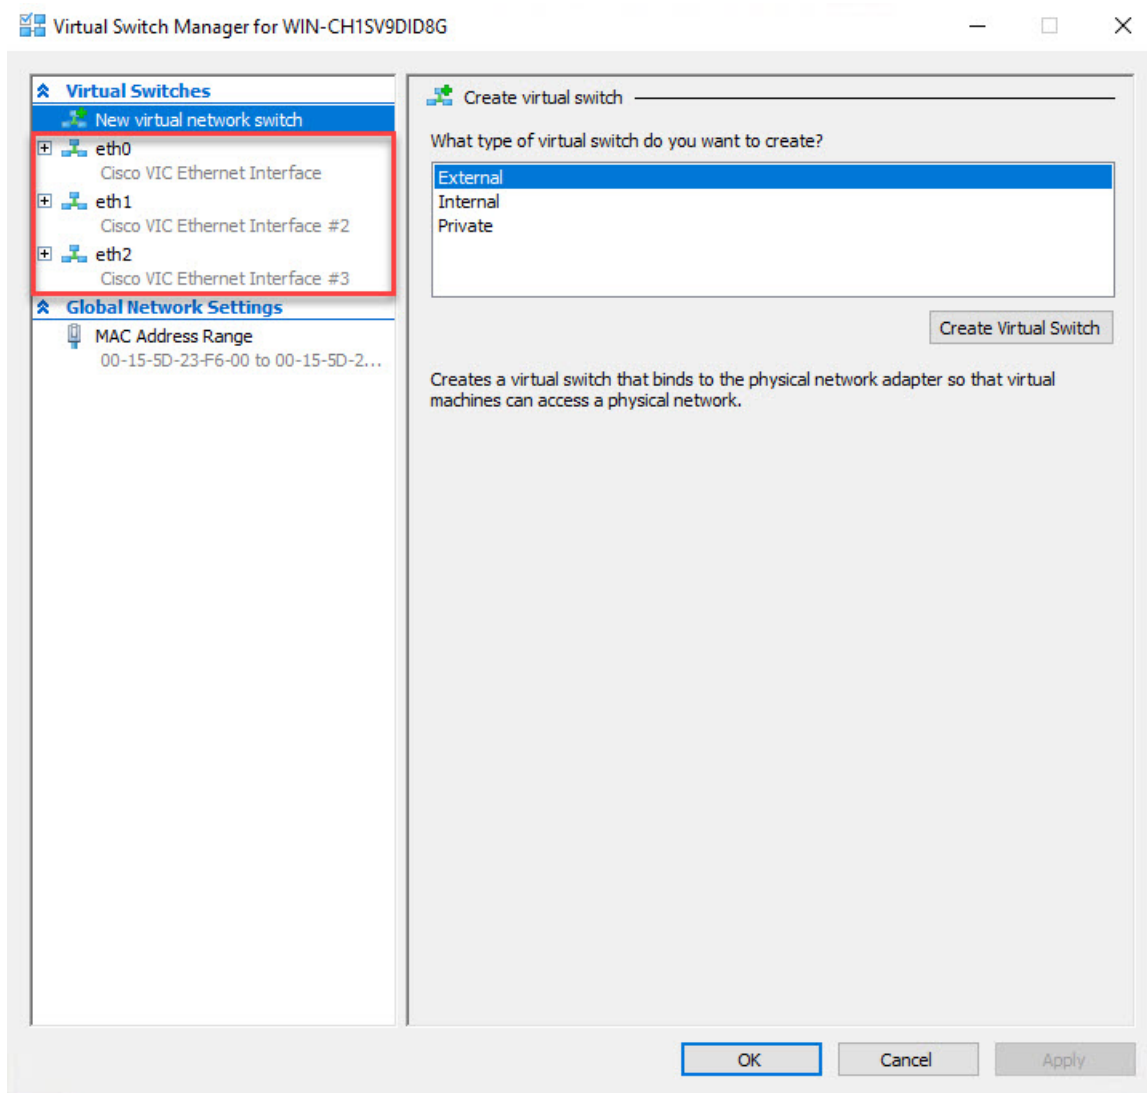 Virtual Switch Manager for WIN-CH1SV9DID8G
Virtual Switches
New virtual network switch
eth0
Cisco VIC Ethernet Interface
eth1
Cisco VIC Ethernet Interface #2
eth2
Cisco VIC Ethernet Interface #3
Global Network Settings
MAC Address Range
00-15-5D-23-F6-00 to 00-15-5D-2...
Create virtual switch
What type of virtual switch do you want to create?
External
Internal
Private
Create Virtual Switch
Creates a virtual switch that binds to the physical network adapter so that virtual
machines can access a physical network.
OK
Cancel
Apply